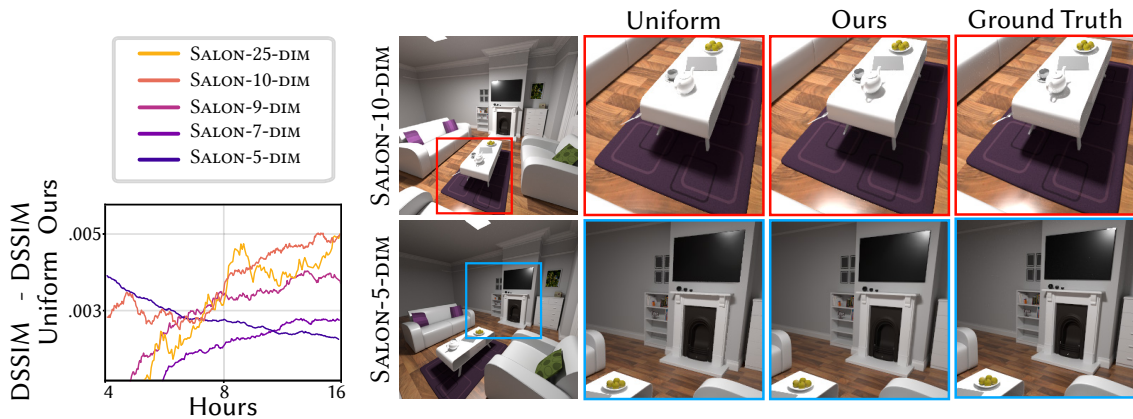 Uniform
Ours
Ground Truth
SALON-25-DIM
SALON-10-DIM
SALON-9-DIM
SALON-7-DIM
SALON-5-DIM
DSSIM - DSSIM
Uniform Ours
.005
.003
4
8
16
Hours
SALON-10-DIM
SALON-5-DIM